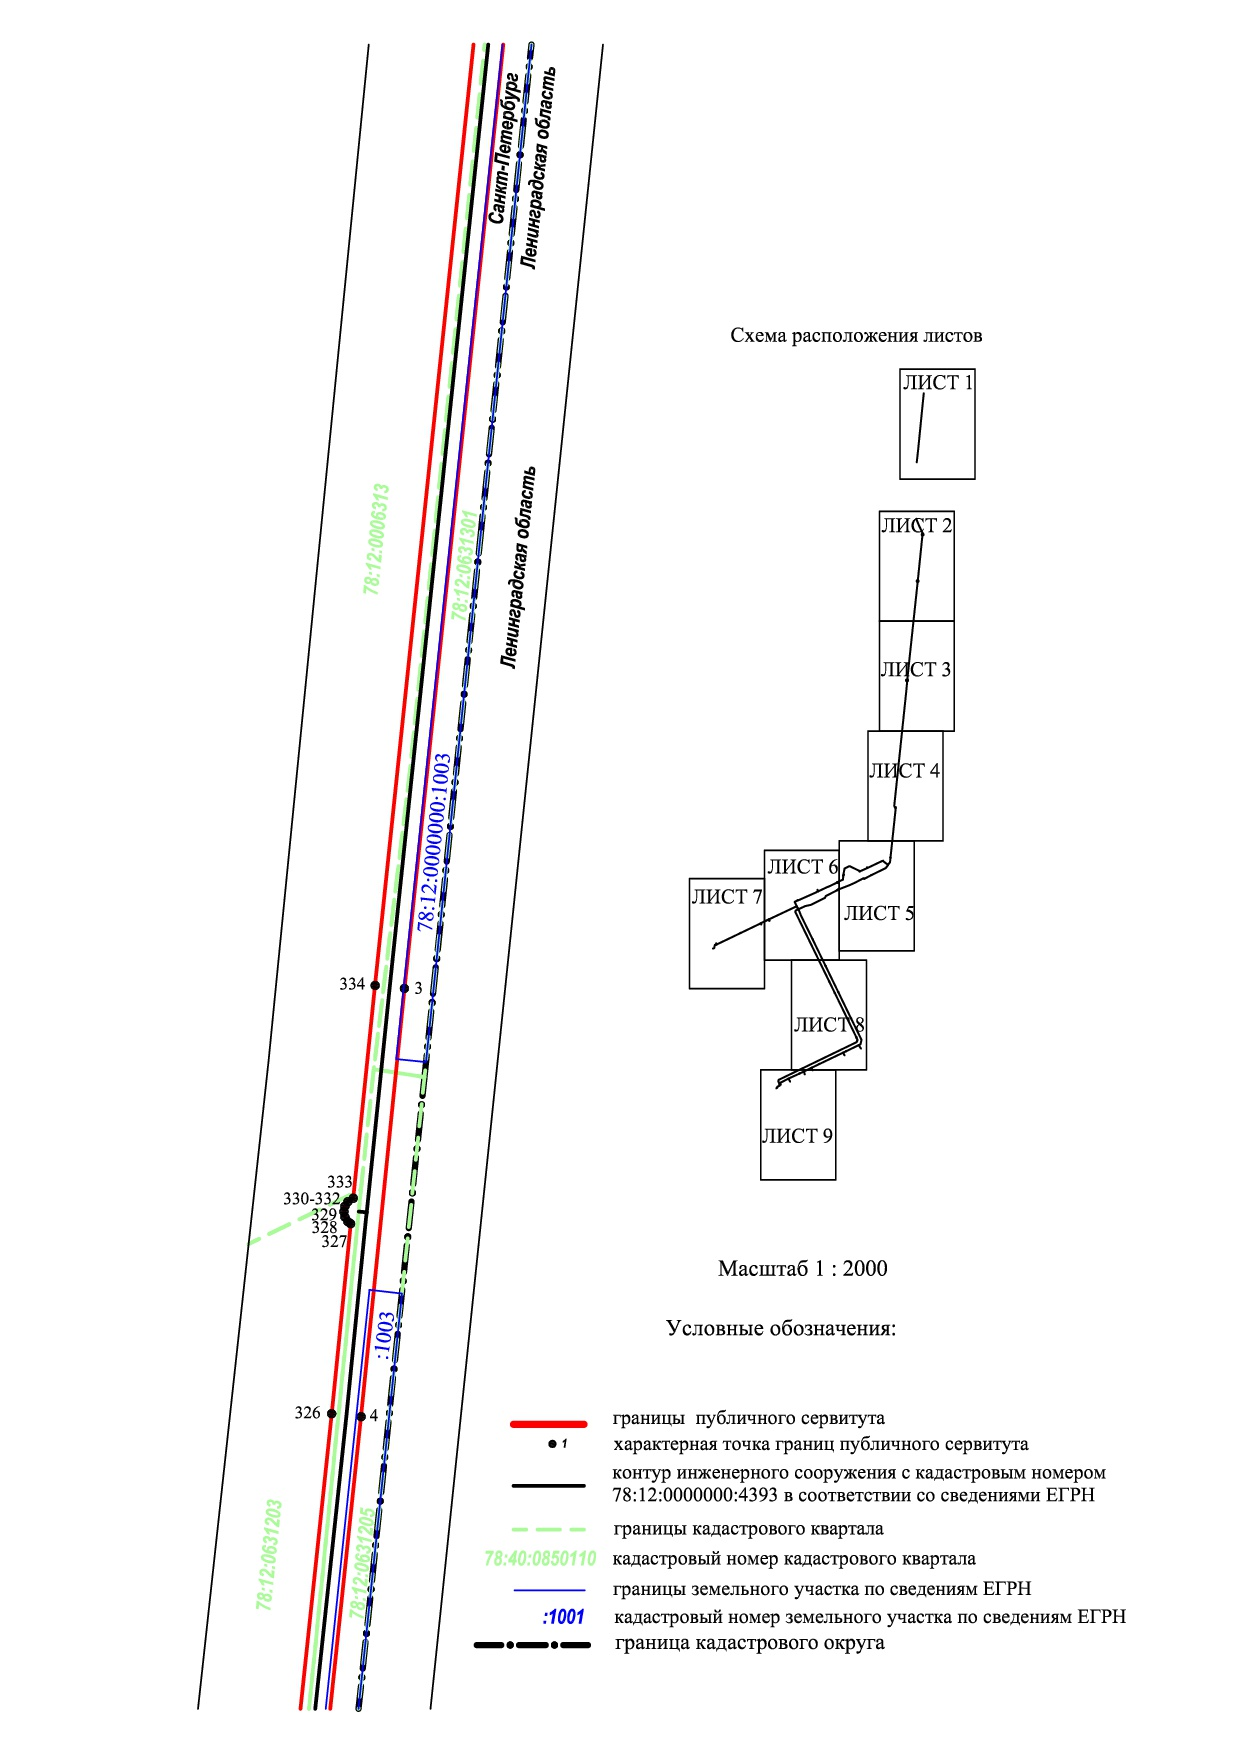 Санкт-Петербург
Ленинградская область
78:12:0006313
78:12:0631301
Ленинградская область
78:12:0000000:1003
334
3
333
330-332
329
328
327
:1003
326
4
78:12:0631203
78:12:0631205
Схема расположения листов
ЛИСТ 1
ЛИСТ 2
ЛИСТ 3
ЛИСТ 4
ЛИСТ 6
ЛИСТ 7
ЛИСТ 5
ЛИСТ 8
ЛИСТ 9
Масштаб 1 : 2000
Условные обозначения:
границы публичного сервитута
1 характерная точка границ публичного сервитута
контур инженерного сооружения с кадастровым номером
78:12:0000000:4393 в соответствии со сведениями ЕГРН
границы кадастрового квартала
78:40:0850110 кадастровый номер кадастрового квартала
границы земельного участка по сведениям ЕГРН
:1001 кадастровый номер земельного участка по сведениям ЕГРН
граница кадастрового округа